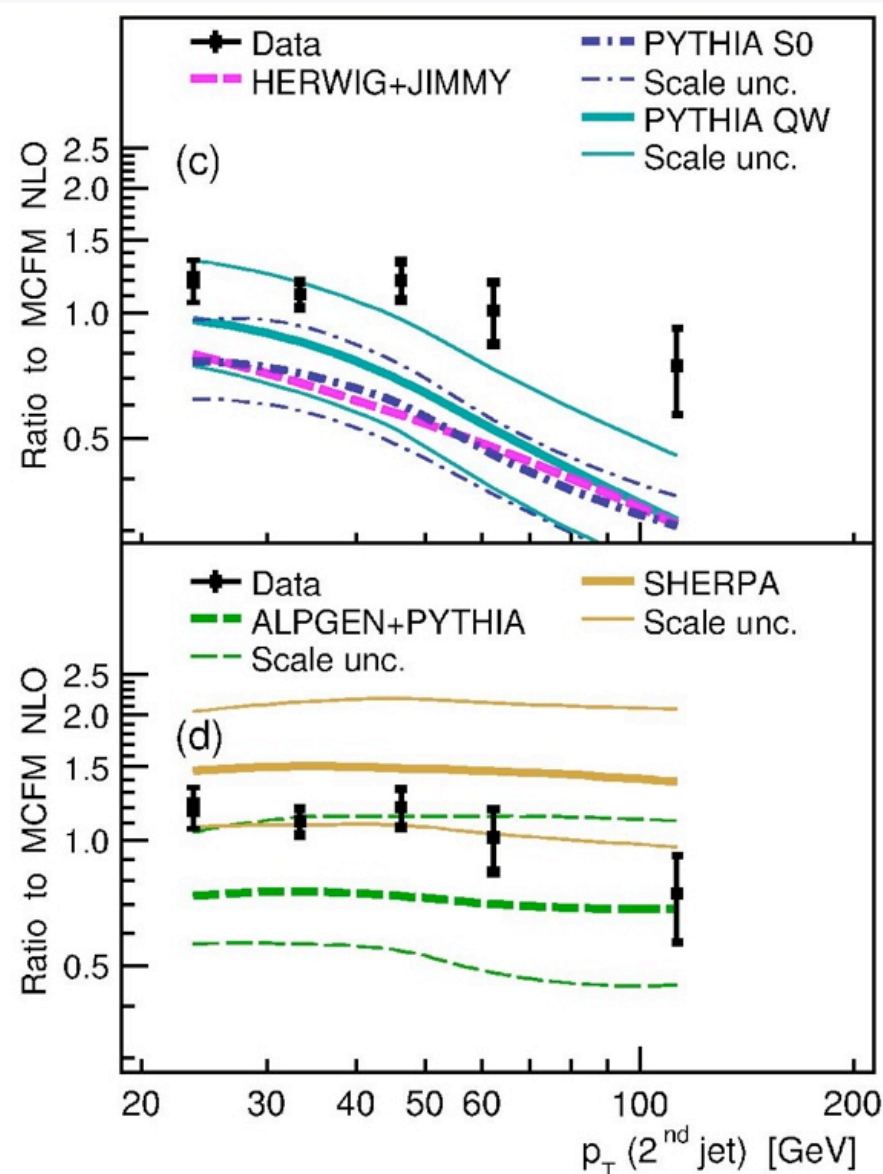 Data
HERWIG+JIMMY
PYTHIA S0
Scale unc.
PYTHIA QW
Scale unc.
(c)
2.5
2.0
1.5
1.0
0.5
Ratio to MCFM NLO
Data
ALPGEN+PYTHIA
Scale unc.
SHERPA
Scale unc.
(d)
2.5
2.0
1.5
1.0
0.5
Ratio to MCFM NLO
20 30 40 50 60 100 200
p_T (2^nd jet) [GeV]